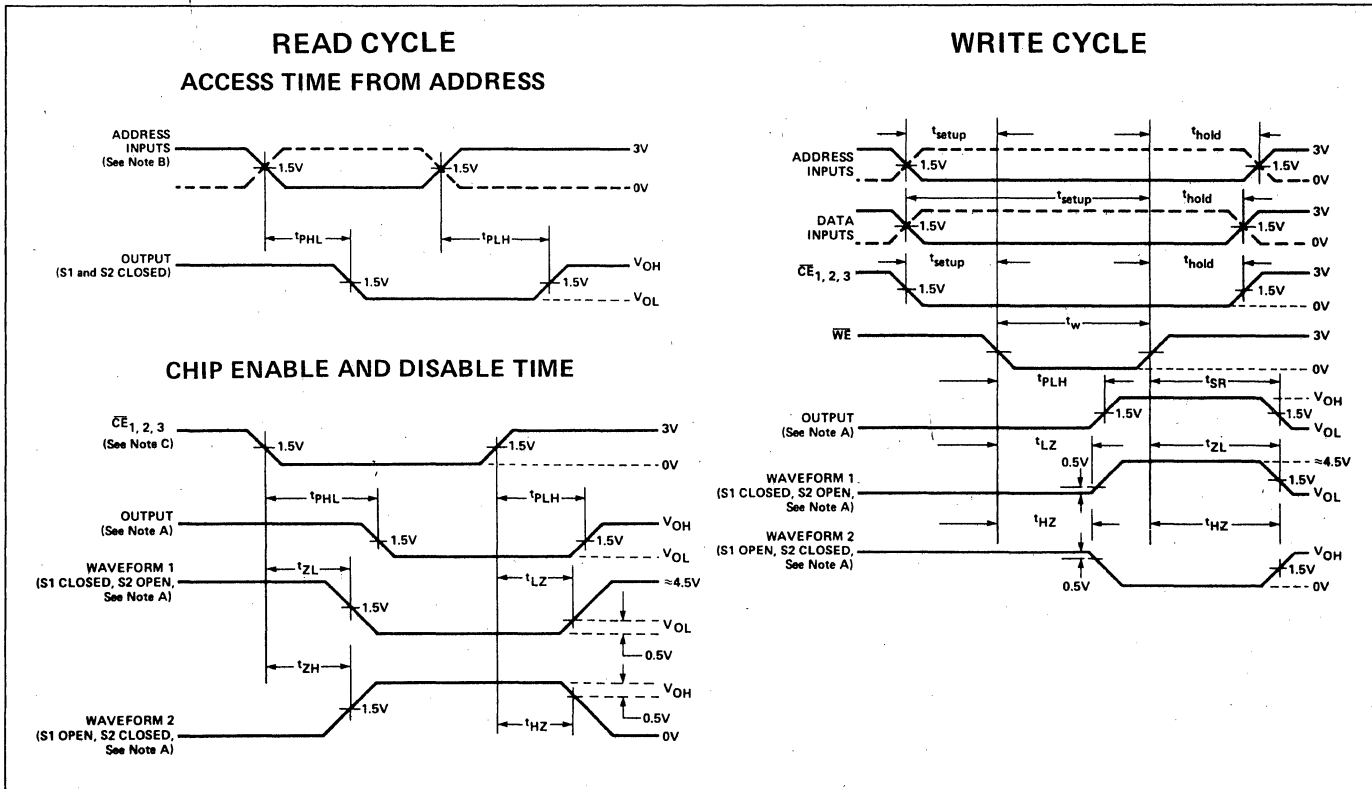 READ CYCLE
ACCESS TIME FROM ADDRESS
ADDRESS
INPUTS
(See Note B)
1.5V
1.5V
3V
0V
tPHL
tPLH
OUTPUT
(S1 and S2 CLOSED)
1.5V
1.5V
VOH
VOL
CHIP ENABLE AND DISABLE TIME
CE1, 2, 3
(See Note C)
1.5V
1.5V
3V
0V
tPHL
tPLH
OUTPUT
(See Note A)
1.5V
1.5V
VOH
VOL
WAVEFORM 1
(S1 CLOSED, S2 OPEN,
See Note A)
tZL
tLZ
1.5V
≈4.5V
VOL
0.5V
tZH
WAVEFORM 2
(S1 OPEN, S2 CLOSED,
See Note A)
1.5V
tHZ
VOH
0.5V
0V
WRITE CYCLE
tsetup
thold
ADDRESS
INPUTS
1.5V
1.5V
3V
0V
tsetup
thold
DATA
INPUTS
1.5V
1.5V
3V
0V
tsetup
thold
CE1, 2, 3
1.5V
1.5V
3V
0V
tw
WE
3V
0V
tPLH
tSR
OUTPUT
(See Note A)
1.5V
1.5V
VOH
VOL
tLZ
tZL
0.5V
WAVEFORM 1
(S1 CLOSED, S2 OPEN,
See Note A)
≈4.5V
1.5V
VOL
tHZ
tHZ
WAVEFORM 2
(S1 OPEN, S2 CLOSED,
See Note A)
0.5V
VOH
1.5V
0V